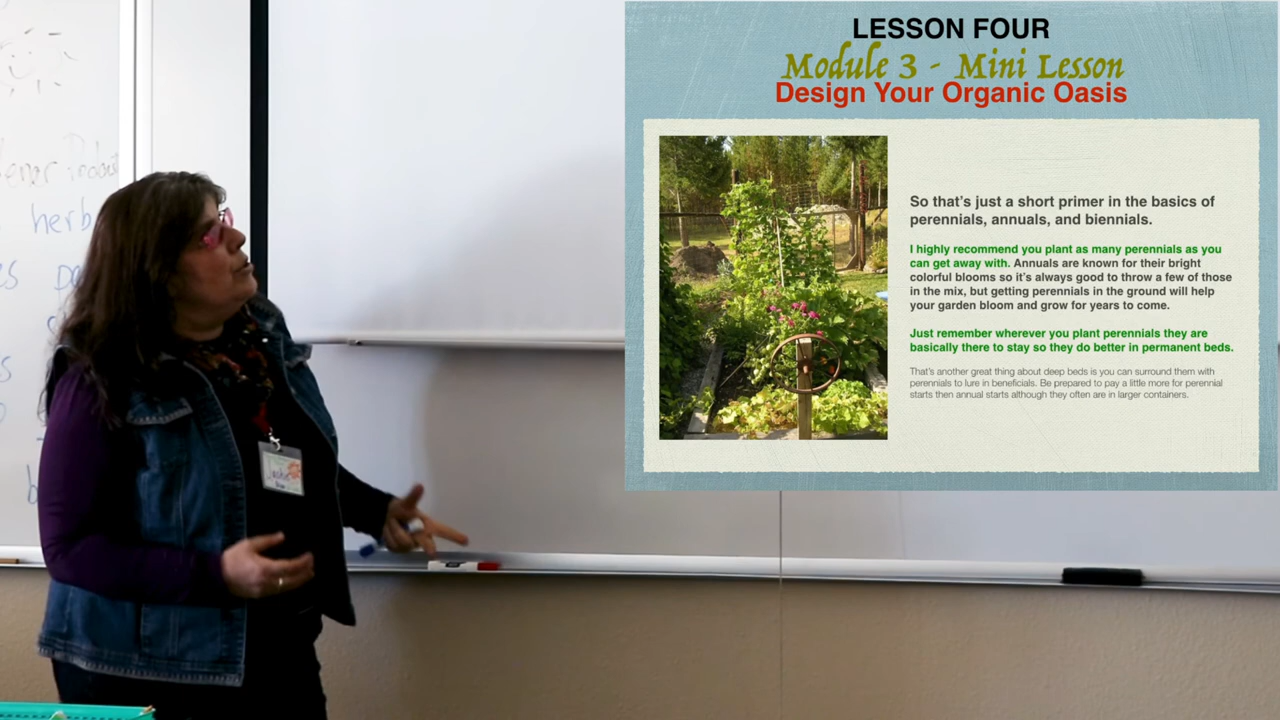 LESSON FOUR
Module 3 - Mini Lesson
Design Your Organic Oasis
So that's just a short primer in the basics of
perennials, annuals, and biennials.
I highly recommend you plant as many perennials as you
can get away with. Annuals are known for their bright
colorful blooms so it's always good to throw a few of those
in the mix, but getting perennials in the ground will help
your garden bloom and grow for years to come.
Just remember wherever you plant perennials they are
basically there to stay so they do better in permanent beds.
That's another great thing about deep beds is you can surround them with
perennials to lure in beneficials. Be prepared to pay a little more for perennial
starts then annual starts although they often are in larger containers.
herb